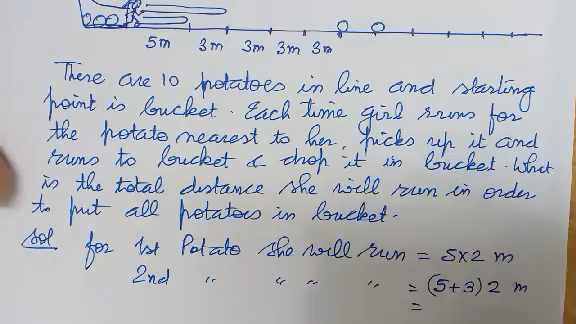 5m 3m 3m 3m 3m
There are 10 potatoes in line and starting
point is bucket. Each time girl runs for
the potato nearest to her, picks up it and
runs to bucket & drop it in bucket. What
is the total distance she will run in order
to put all potatoes in bucket.
Sol for 1st Potato she will run = 5x2 m
2nd " " " " = (5+3) 2 m
=